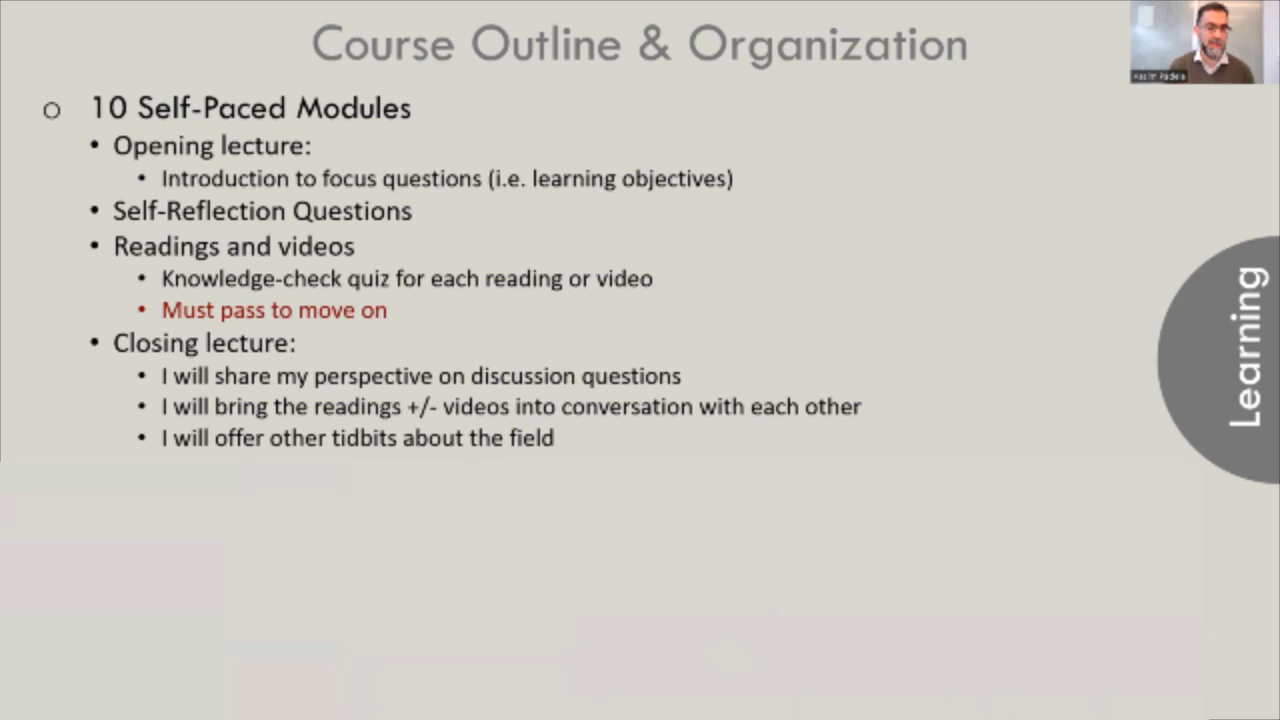 Course Outline & Organization
10 Self-Paced Modules
Opening lecture:
Introduction to focus questions (i.e. learning objectives)
Self-Reflection Questions
Readings and videos
Knowledge-check quiz for each reading or video
Must pass to move on
Closing lecture:
I will share my perspective on discussion questions
I will bring the readings +/- videos into conversation with each other
I will offer other tidbits about the field
Learning